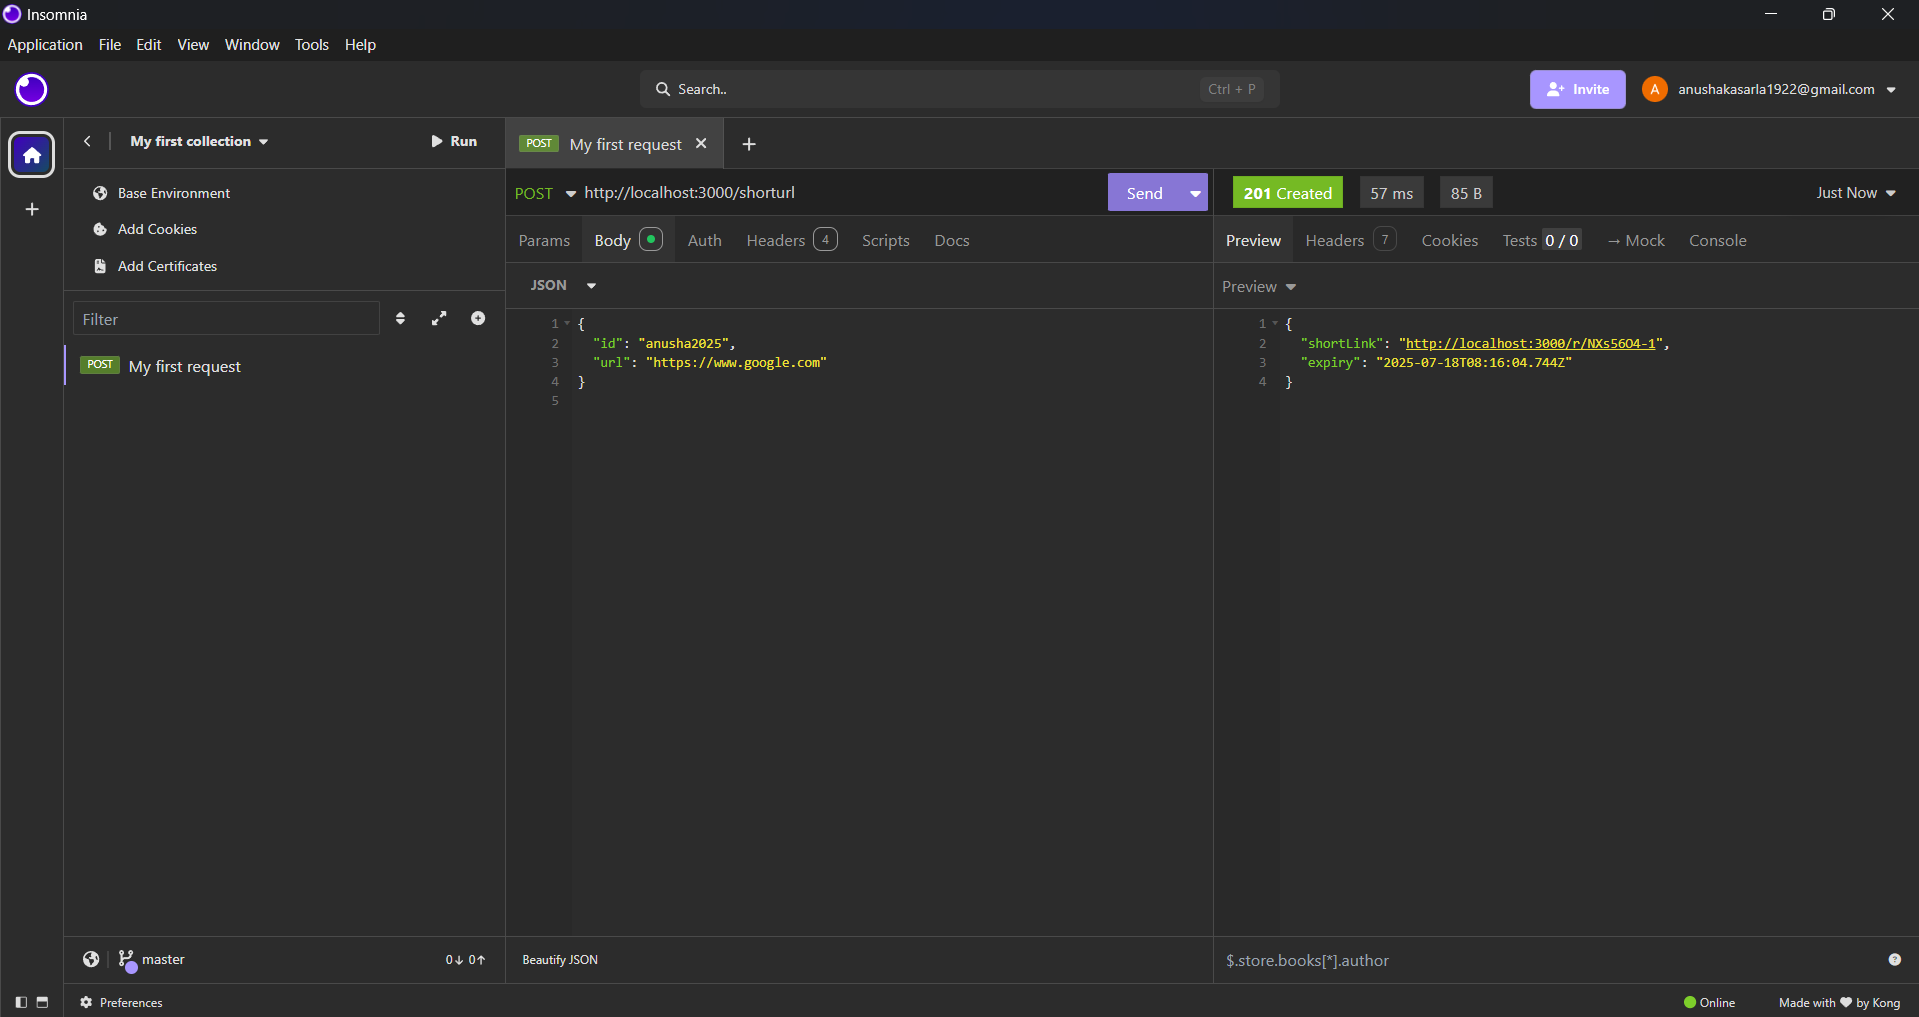 Insomnia
Application File Edit View Window Tools Help
Search.. Ctrl + P
Invite
A anushakasarla1922@gmail.com
My first collection
Run
POST My first request
Base Environment
Add Cookies
Add Certificates
Filter
POST My first request
POST http://localhost:3000/shorturl Send
Params Body Auth Headers 4 Scripts Docs
JSON
1 {
2 "id": "anusha2025",
3 "url": "https://www.google.com"
4 }
5
201 Created 57 ms 85 B Just Now
Preview Headers 7 Cookies Tests 0 / 0 → Mock Console
Preview
1 {
2 "shortLink": "http://localhost:3000/r/NXs56O4-1",
3 "expiry": "2025-07-18T08:16:04.744Z"
4 }
master 0↓ 0↑
Beautify JSON
$.store.books[*].author
?
Preferences
Online
Made with ♥ by Kong